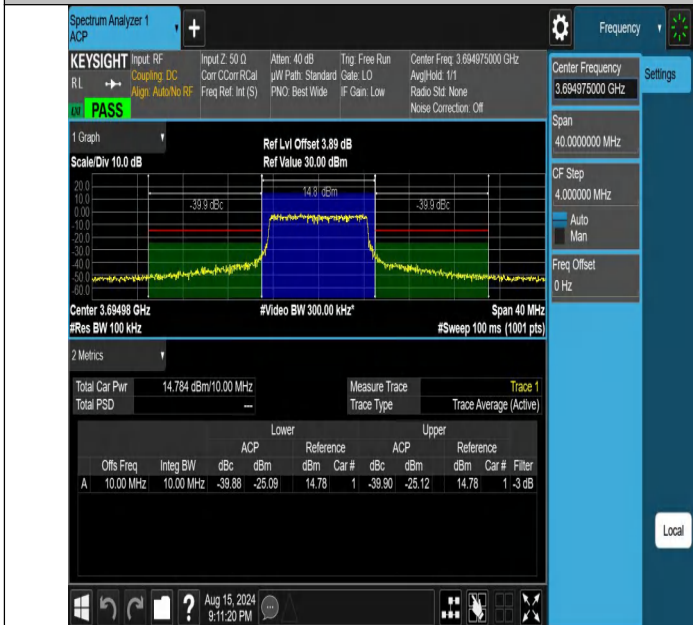 Spectrum Analyzer 1
ACP
+
Frequency
KEYSIGHT Input: RF Input Z: 50 Ω Atten: 40 dB Trig: Free Run Center Freq: 3.694975000 GHz
RL Coupling: DC Corr CCorr RCal µW Path: Standard Gate: LO Avg|Hold: 1/1
Align: Auto/No RF Freq Ref: Int (S) PNO: Best Wide IF Gain: Low Radio Std: None
PASS Noise Correction: Off
Center Frequency
3.694975000 GHz
Settings
Span
40.0000000 MHz
CF Step
4.000000 MHz
Auto
Man
Freq Offset
0 Hz
1 Graph
Ref Lvl Offset 3.89 dB
Scale/Div 10.0 dB Ref Value 30.00 dBm
20.0
10.0
0.00
-10.0
-20.0
-30.0
-40.0
-50.0
-60.0
-39.9 dBc 14.8 dBm -39.9 dBc
Center 3.69498 GHz #Video BW 300.00 kHz* Span 40 MHz
#Res BW 100 kHz #Sweep 100 ms (1001 pts)
2 Metrics
Total Car Pwr 14.784 dBm/10.00 MHz Measure Trace Trace 1
Total PSD --- Trace Type Trace Average (Active)
Lower Upper
ACP Reference ACP Reference
Offs Freq Integ BW dBc dBm dBm Car # dBc dBm dBm Car # Filter
A 10.00 MHz 10.00 MHz -39.88 -25.09 14.78 1 -39.90 -25.12 14.78 1 -3 dB
Local
? Aug 15, 2024
9:11:20 PM